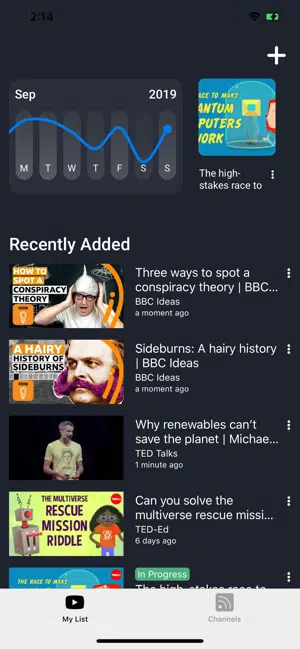 2:14
Sep 2019
M T W T F S S
RACE TO MAKE
QUANTUM
COMPUTERS
WORK
The high-
stakes race to
Recently Added
HOW TO
SPOT A
CONSPIRACY
THEORY
Three ways to spot a
conspiracy theory | BBC...
BBC Ideas
a moment ago
A HAIRY
HISTORY OF
SIDEBURNS
Sideburns: A hairy history
| BBC Ideas
BBC Ideas
a moment ago
Why renewables can’t
save the planet | Michae...
TED Talks
1 minute ago
THE MULTIVERSE
RESCUE
MISSION
RIDDLE
Can you solve the
multiverse rescue missi...
TED-Ed
6 days ago
THE RACE TO MAKE
In Progress
The high-stakes race to
My List
Channels